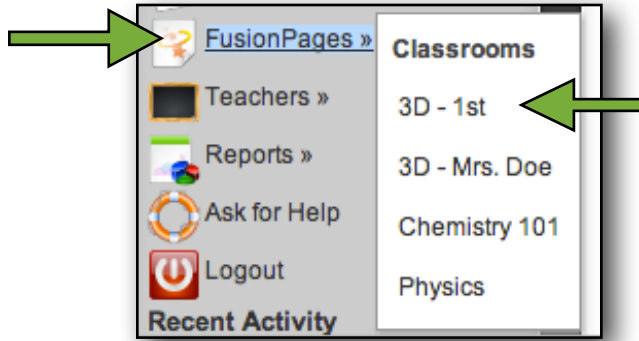 FusionPages »
Teachers »
Reports »
Ask for Help
Logout
Recent Activity
Classrooms
3D - 1st
3D - Mrs. Doe
Chemistry 101
Physics